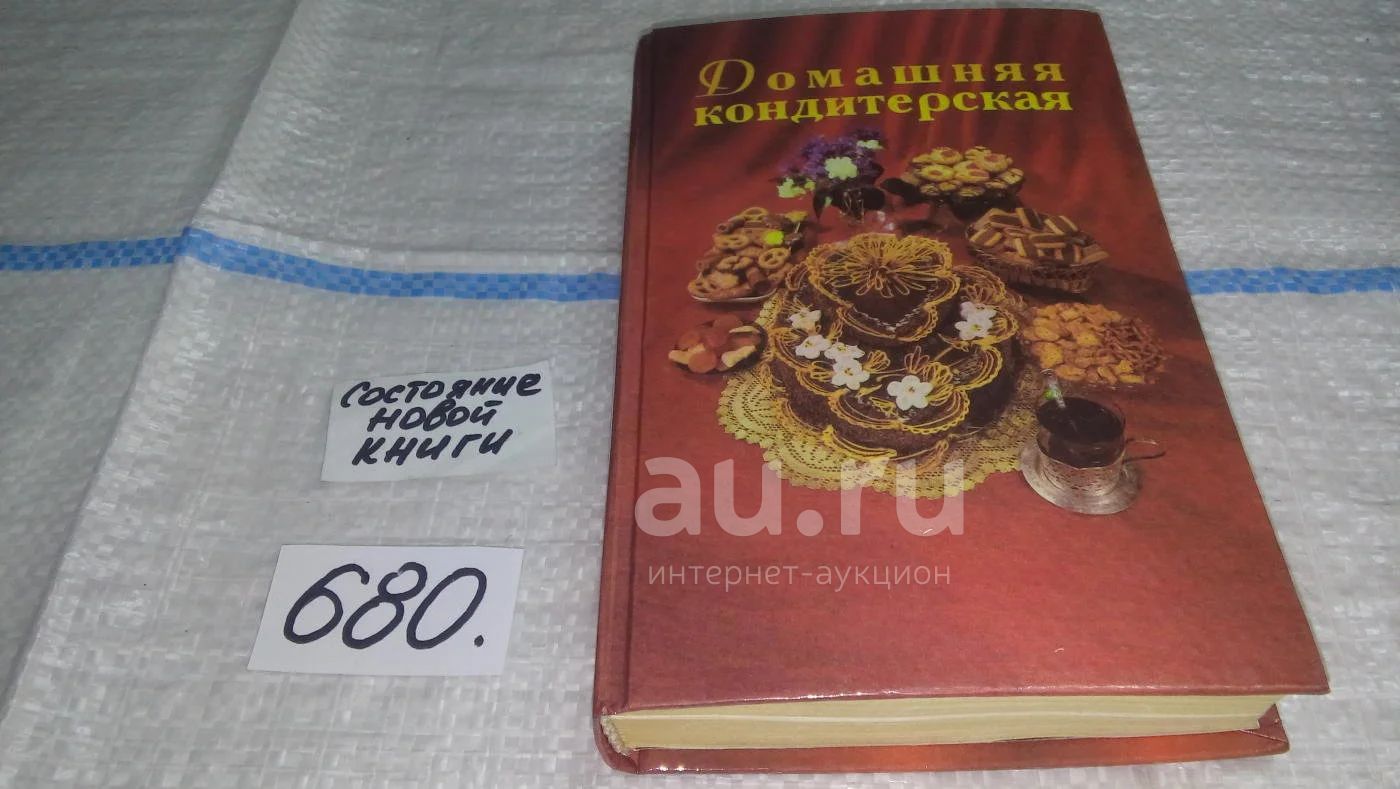 Домашняя
кондитерская
состояние
новой
книги
680.
au.ru
интернет-аукцион